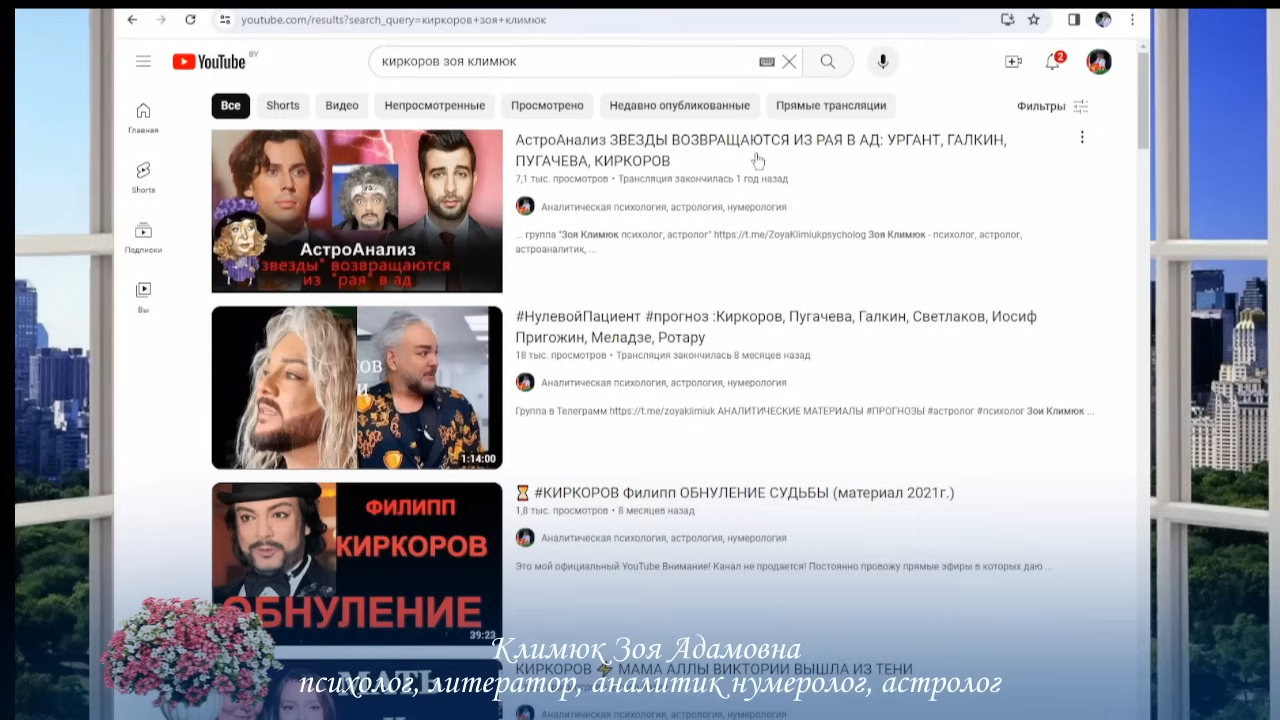 youtube.com/results?search_query=киркоров+зоя+климюк
YouTube BY
киркоров зоя климюк
2
Все
Shorts
Видео
Непросмотренные
Просмотрено
Недавно опубликованные
Прямые трансляции
Фильтры
Главная
Shorts
Подписки
Вы
АстроАнализ
звезды" возвращаются
из "рая" в ад
АстроАнализ ЗВЕЗДЫ ВОЗВРАЩАЮТСЯ ИЗ РАЯ В АД: УРГАНТ, ГАЛКИН,
ПУГАЧЕВА, КИРКОРОВ
7,1 тыс. просмотров • Трансляция закончилась 1 год назад
Аналитическая психология, астрология, нумерология
... группа "Зоя Климюк психолог, астролог" https://t.me/ZoyaKlimiukpsycholog Зоя Климюк - психолог, астролог,
астроаналитик, ...
1:14:00
#НулевойПациент #прогноз :Киркоров, Пугачева, Галкин, Светлаков, Иосиф
Пригожин, Меладзе, Ротару
18 тыс. просмотров • Трансляция закончилась 8 месяцев назад
Аналитическая психология, астрология, нумерология
Группа в Телеграмм https://t.me/zoyaklimiuk АНАЛИТИЧЕСКИЕ МАТЕРИАЛЫ #ПРОГНОЗЫ #астролог #психолог Зои Климюк ...
ФИЛИПП
КИРКОРОВ
ОБНУЛЕНИЕ
39:23
⌛ #КИРКОРОВ Филипп ОБНУЛЕНИЕ СУДЬБЫ (материал 2021г.)
1,8 тыс. просмотров • 8 месяцев назад
Аналитическая психология, астрология, нумерология
Это мой официальный YouTube Внимание! Канал не продается! Постоянно провожу прямые эфиры в которых даю ...
КИРКОРОВ ⚡ МАМА АЛЛЫ ВИКТОРИИ ВЫШЛА ИЗ ТЕНИ
Аналитическая психология, астрология, нумерология
Климюк Зоя Адамовна
психолог, литератор, аналитик нумеролог, астролог